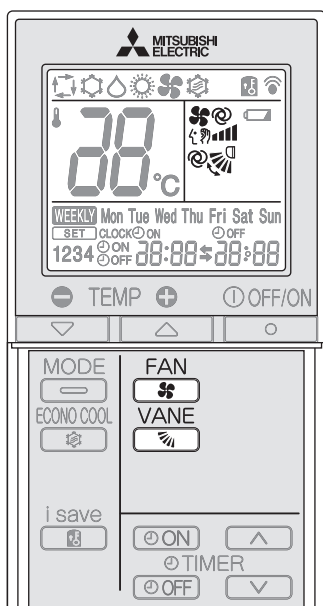 MITSUBISHI
ELECTRIC
°C
WEEKLY Mon Tue Wed Thu Fri Sat Sun
SET CLOCK ON OFF
1234 ON OFF 88:88 88:88
TEMP OFF/ON
MODE FAN
ECONO COOL VANE
i save
ON
TIMER
OFF